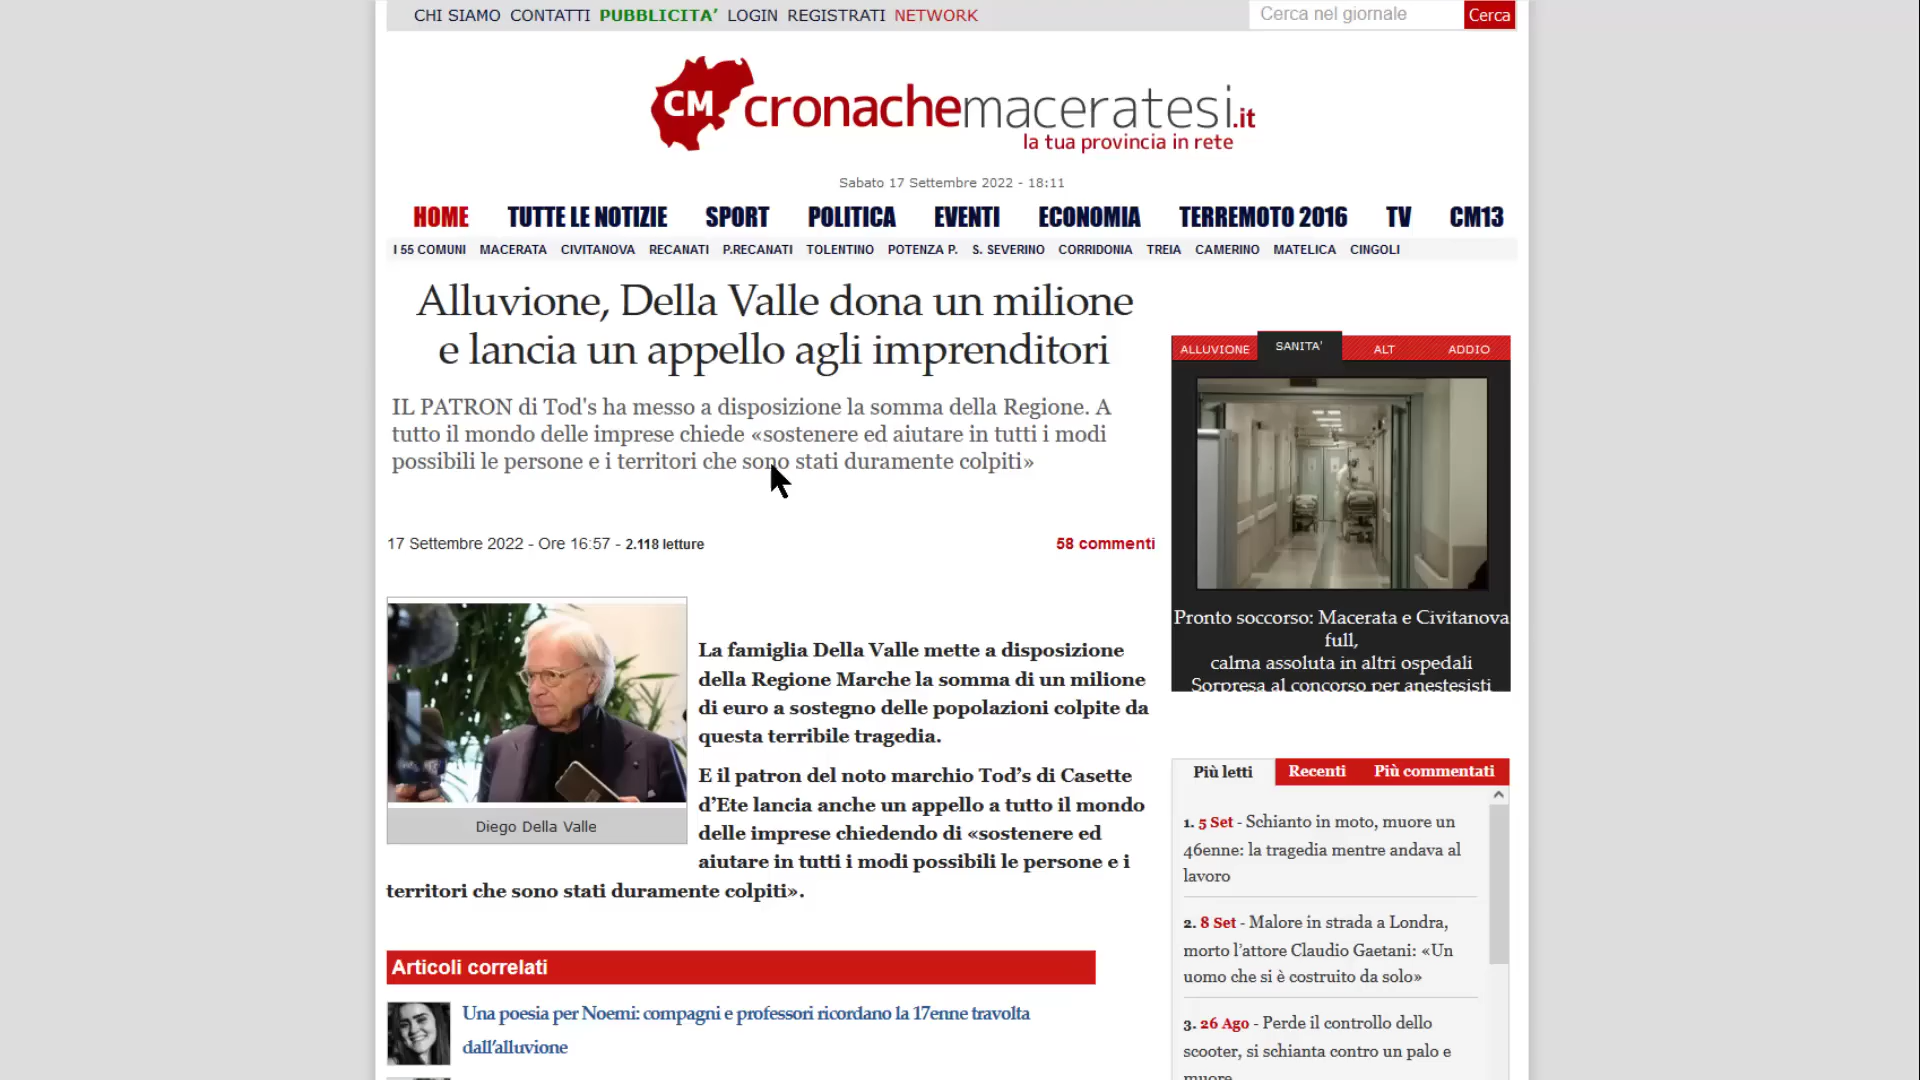 CHI SIAMO CONTATTI PUBBLICITA’ LOGIN REGISTRATI NETWORK
Cerca nel giornale
Cerca
CM cronachemaceratesi.it
la tua provincia in rete
Sabato 17 Settembre 2022 - 18:11
HOME TUTTE LE NOTIZIE SPORT POLITICA EVENTI ECONOMIA TERREMOTO 2016 TV CM13
I 55 COMUNI MACERATA CIVITANOVA RECANATI P.RECANATI TOLENTINO POTENZA P. S. SEVERINO CORRIDONIA TREIA CAMERINO MATELICA CINGOLI
Alluvione, Della Valle dona un milione
e lancia un appello agli imprenditori
IL PATRON di Tod's ha messo a disposizione la somma della Regione. A
tutto il mondo delle imprese chiede «sostenere ed aiutare in tutti i modi
possibili le persone e i territori che sono stati duramente colpiti»
17 Settembre 2022 - Ore 16:57 - 2.118 letture
58 commenti
Diego Della Valle
La famiglia Della Valle mette a disposizione
della Regione Marche la somma di un milione
di euro a sostegno delle popolazioni colpite da
questa terribile tragedia.
E il patron del noto marchio Tod’s di Casette
d’Ete lancia anche un appello a tutto il mondo
delle imprese chiedendo di «sostenere ed
aiutare in tutti i modi possibili le persone e i
territori che sono stati duramente colpiti».
Articoli correlati
Una poesia per Noemi: compagni e professori ricordano la 17enne travolta
dall’alluvione
ALLUVIONE SANITA' ALT ADDIO
Pronto soccorso: Macerata e Civitanova
full,
calma assoluta in altri ospedali
Sorpresa al concorso per anestesisti
Più letti Recenti Più commentati
1. 5 Set - Schianto in moto, muore un
46enne: la tragedia mentre andava al
lavoro
2. 8 Set - Malore in strada a Londra,
morto l’attore Claudio Gaetani: «Un
uomo che si è costruito da solo»
3. 26 Ago - Perde il controllo dello
scooter, si schianta contro un palo e
muore